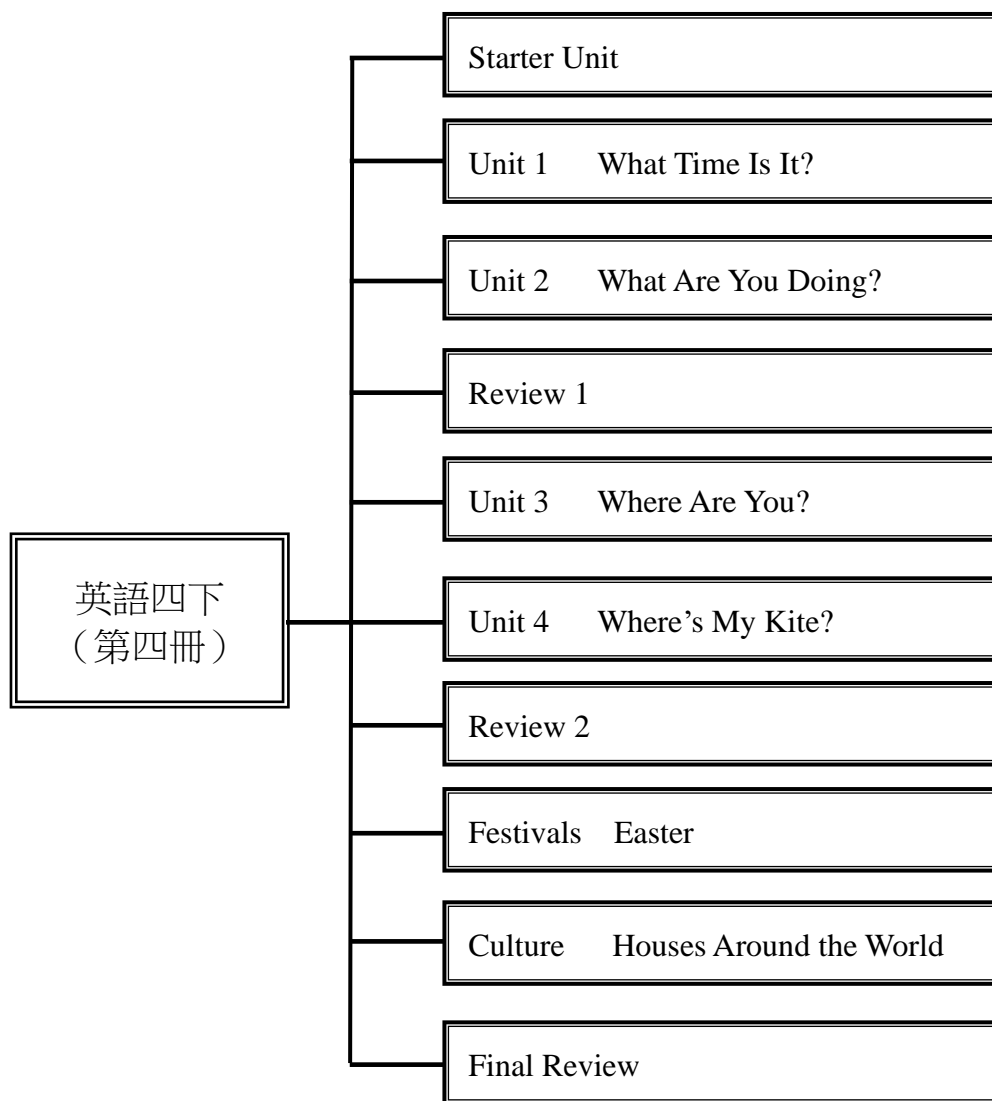 Starter Unit
Unit 1 What Time Is It?
Unit 2 What Are You Doing?
Review 1
Unit 3 Where Are You?
英語四下
（第四冊）
Unit 4 Where’s My Kite?
Review 2
Festivals Easter
Culture Houses Around the World
Final Review